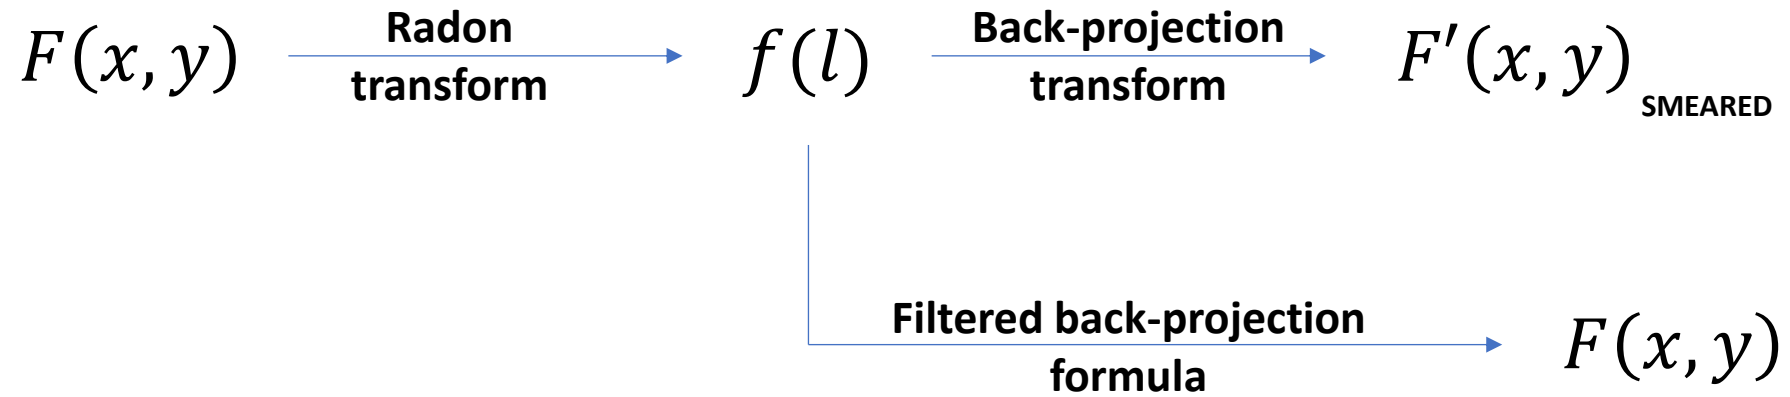 F(x, y) Radon transform f(l) Back-projection transform F′(x, y) SMEARED
Filtered back-projection
formula
F(x, y)